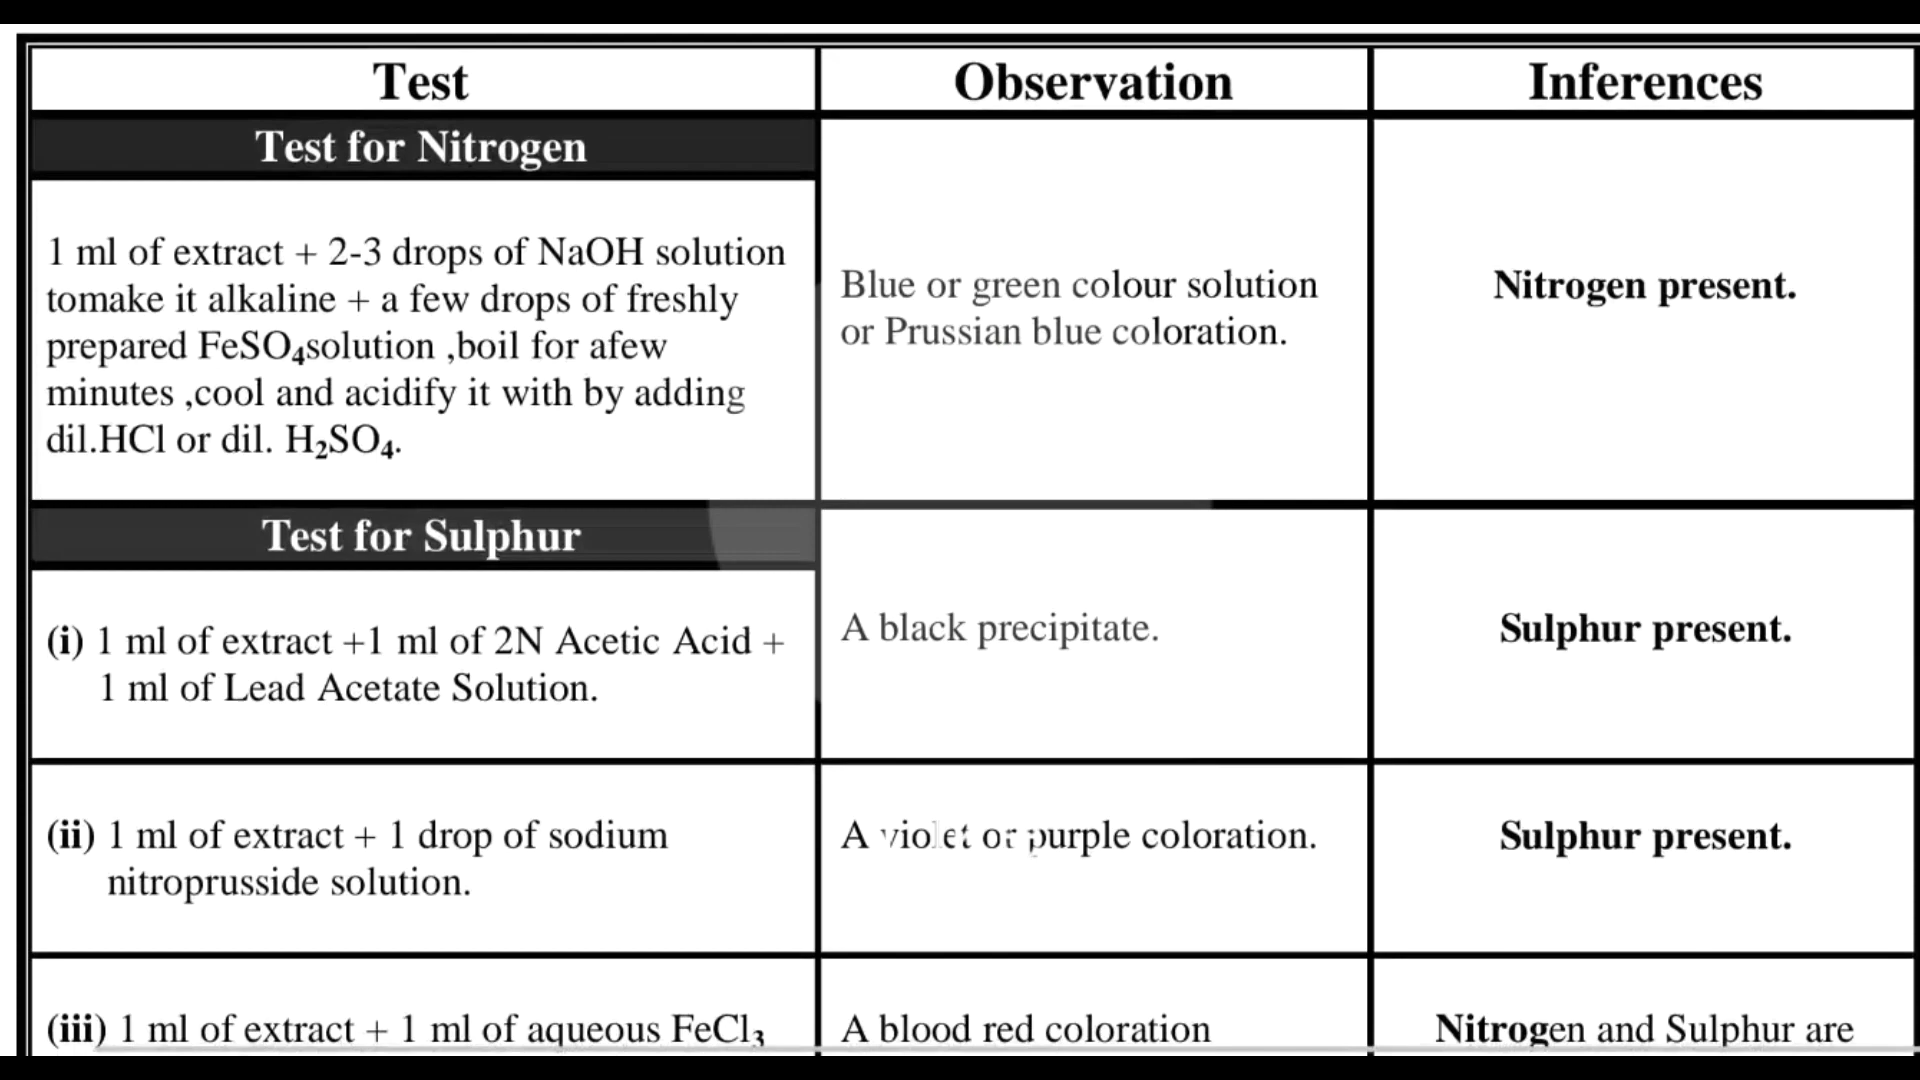 Test
Observation
Inferences
Test for Nitrogen
1 ml of extract + 2-3 drops of NaOH solution
tomake it alkaline + a few drops of freshly
prepared FeSO₄solution ,boil for afew
minutes ,cool and acidify it with by adding
dil.HCl or dil. H₂SO₄.
Blue or green colour solution
or Prussian blue coloration.
Nitrogen present.
Test for Sulphur
(i) 1 ml of extract +1 ml of 2N Acetic Acid +
1 ml of Lead Acetate Solution.
A black precipitate.
Sulphur present.
(ii) 1 ml of extract + 1 drop of sodium
nitroprusside solution.
A violet or purple coloration.
Sulphur present.
(iii) 1 ml of extract + 1 ml of aqueous FeCl₃
A blood red coloration
Nitrogen and Sulphur are